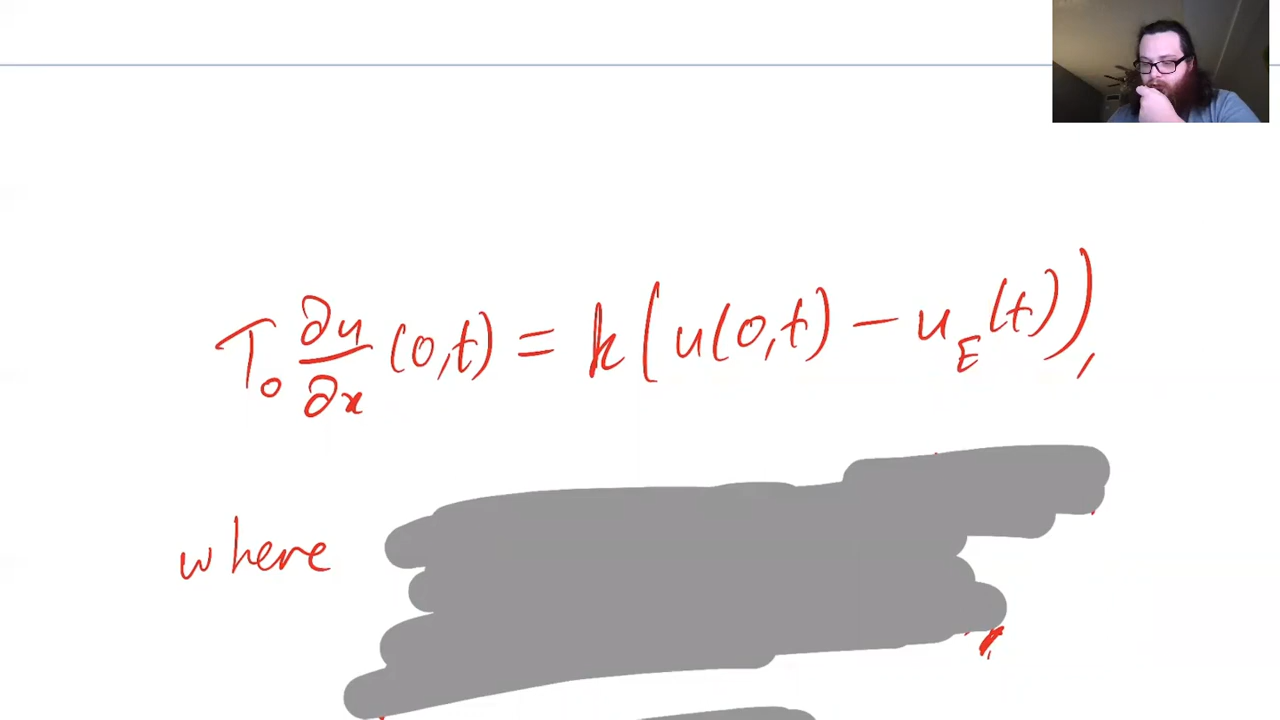 T₀ ∂u/∂x (0,t) = k(u(0,t) − u_E(t)),
where